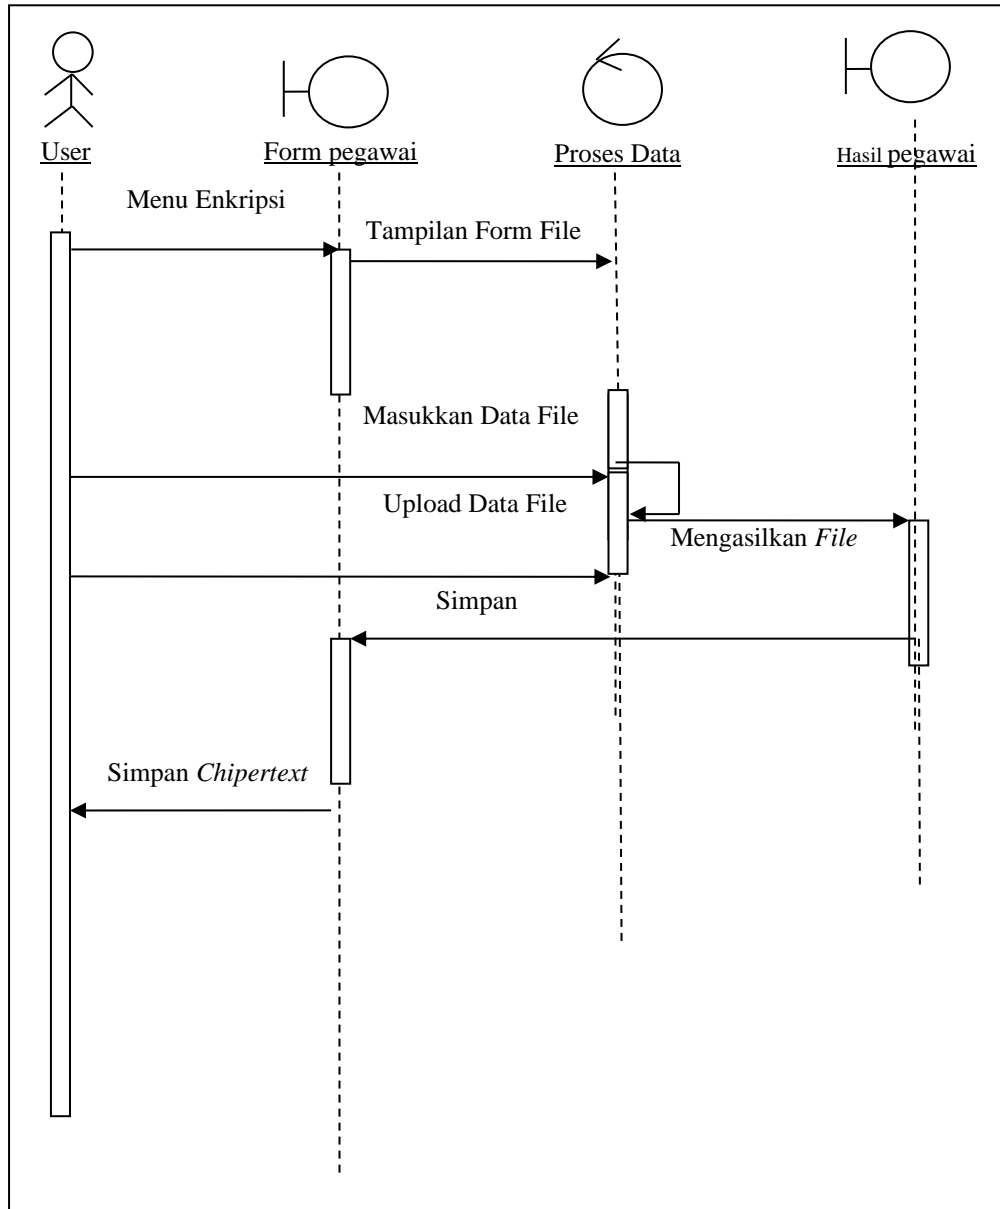 User
Form pegawai
Proses Data
Hasil pegawai
Menu Enkripsi
Tampilan Form File
Masukkan Data File
Upload Data File
Mengasilkan File
Simpan
Simpan Chipertext